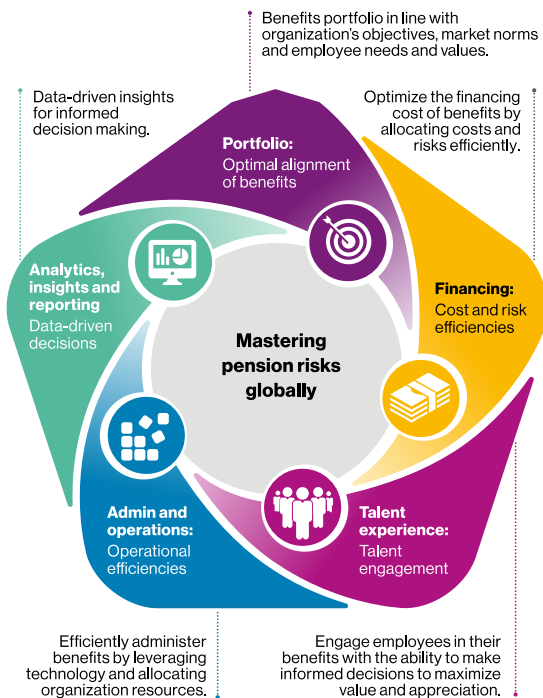 Benefits portfolio in line with
organization's objectives, market norms
and employee needs and values.
Data-driven insights
for informed
decision making.
Optimize the financing
cost of benefits by
allocating costs and
risks efficiently.
Portfolio:
Optimal alignment
of benefits
Analytics,
insights and
reporting
Data-driven
decisions
Financing:
Cost and risk
efficiencies
Mastering
pension risks
globally
Admin and
operations:
Operational
efficiencies
Talent
experience:
Talent
engagement
Efficiently administer
benefits by leveraging
technology and allocating
organization resources.
Engage employees in their
benefits with the ability to make
informed decisions to maximize
value and appreciation.